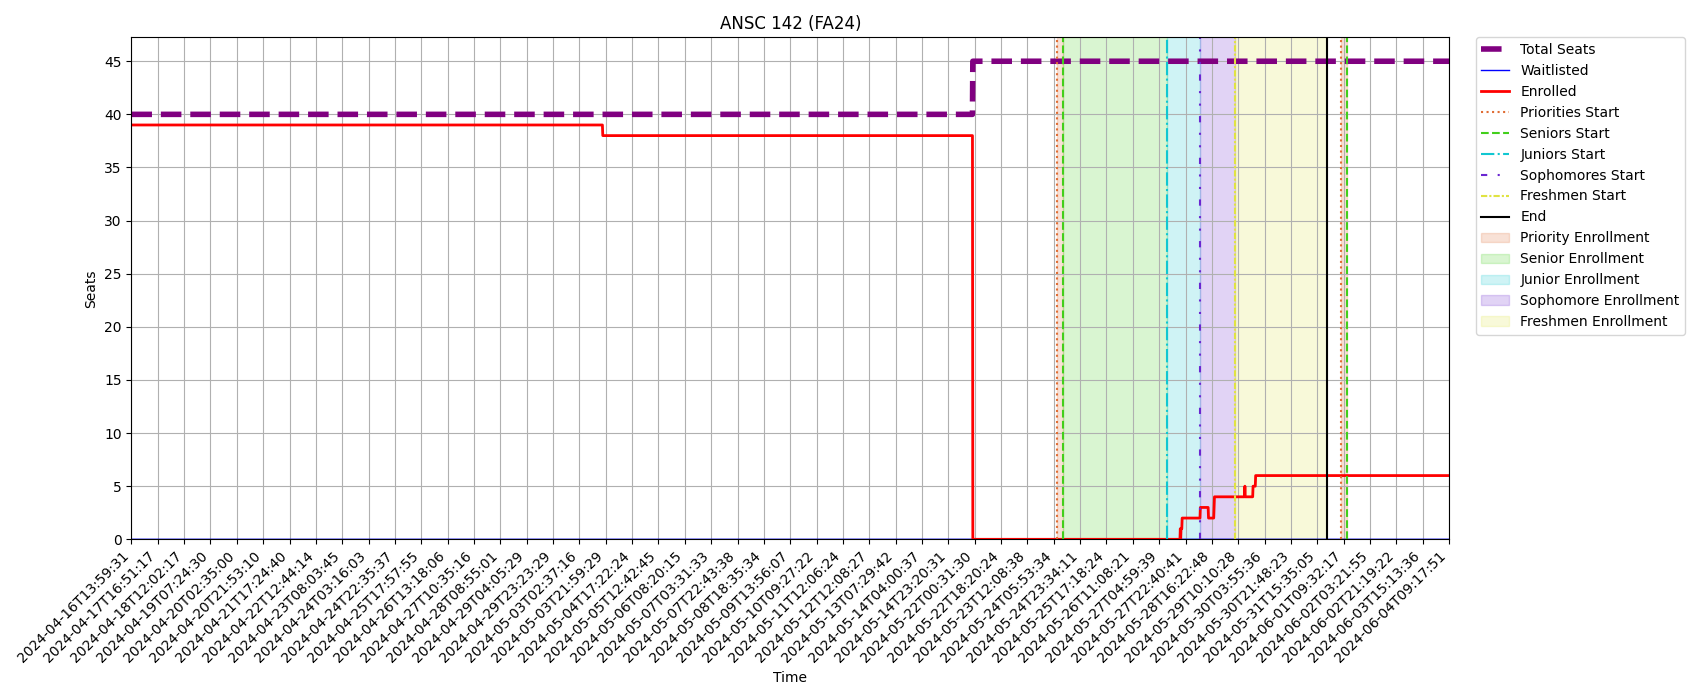 ANSC 142 (FA24)
Total Seats
Waitlisted
Enrolled
Priorities Start
Seniors Start
Juniors Start
Sophomores Start
Freshmen Start
End
Priority Enrollment
Senior Enrollment
Junior Enrollment
Sophomore Enrollment
Freshmen Enrollment
Seats
45
40
35
30
25
20
15
10
5
0
2024-04-16T13:59:31
2024-04-17T16:51:17
2024-04-18T12:02:17
2024-04-19T07:24:30
2024-04-20T02:35:00
2024-04-20T21:53:10
2024-04-21T17:24:40
2024-04-22T12:44:14
2024-04-23T08:03:45
2024-04-24T03:16:03
2024-04-24T22:35:37
2024-04-25T17:57:55
2024-04-26T13:18:06
2024-04-27T10:35:16
2024-04-28T08:55:01
2024-04-29T04:05:29
2024-04-29T23:23:29
2024-05-03T02:37:16
2024-05-03T21:59:29
2024-05-04T17:22:24
2024-05-05T12:42:45
2024-05-06T08:20:15
2024-05-07T03:31:33
2024-05-07T22:43:38
2024-05-08T18:35:34
2024-05-09T13:56:07
2024-05-10T09:27:22
2024-05-11T12:06:24
2024-05-12T12:08:27
2024-05-13T07:29:42
2024-05-14T04:00:37
2024-05-14T23:20:31
2024-05-22T00:31:30
2024-05-22T18:20:24
2024-05-23T12:08:38
2024-05-24T05:53:34
2024-05-24T23:34:11
2024-05-25T17:18:24
2024-05-26T11:08:21
2024-05-27T04:59:39
2024-05-27T22:40:41
2024-05-28T16:22:48
2024-05-29T10:10:28
2024-05-30T03:55:36
2024-05-30T21:48:23
2024-05-31T15:35:05
2024-06-01T09:32:17
2024-06-02T03:21:55
2024-06-02T21:19:22
2024-06-03T15:13:36
2024-06-04T09:17:51
Time